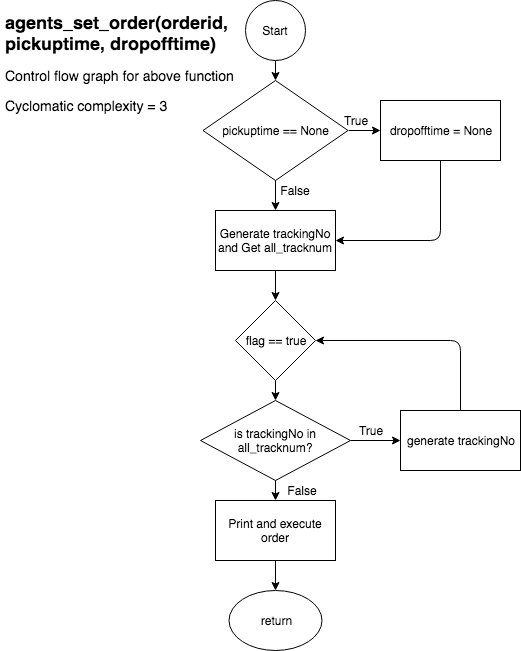 agents_set_order(orderid,
pickuptime, dropofftime)
Control flow graph for above function
Cyclomatic complexity = 3
Start
pickuptime == None
True
dropofftime = None
False
Generate trackingNo
and Get all_tracknum
flag == true
is trackingNo in
all_tracknum?
True
generate trackingNo
False
Print and execute
order
return